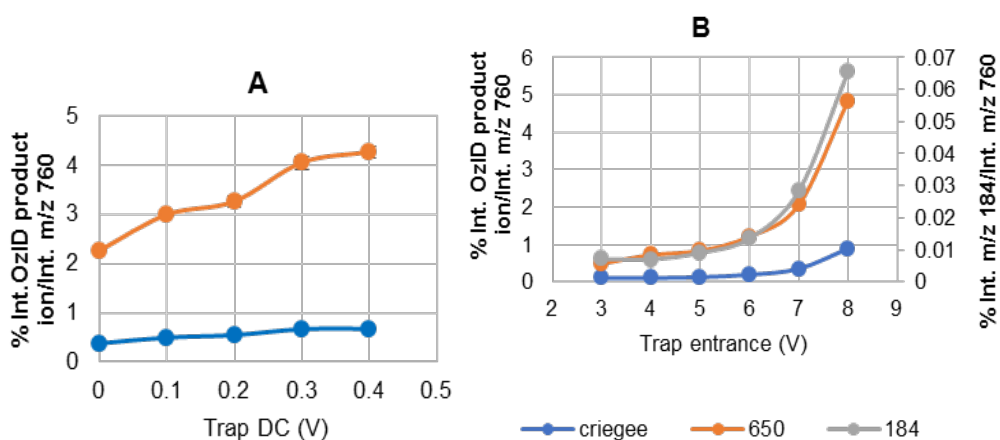 A
% Int.OzID product
ion/Int. m/z 760
5
4
3
2
1
0
0 0.1 0.2 0.3 0.4 0.5
Trap DC (V)
B
% Int. OzID product
ion/Int. m/z 760
6
5
4
3
2
1
0
0.07
0.06
0.05
0.04
0.03
0.02
0.01
0
% Int. m/z 184/Int. m/z 760
2 3 4 5 6 7 8 9
Trap entrance (V)
criegee 650 184